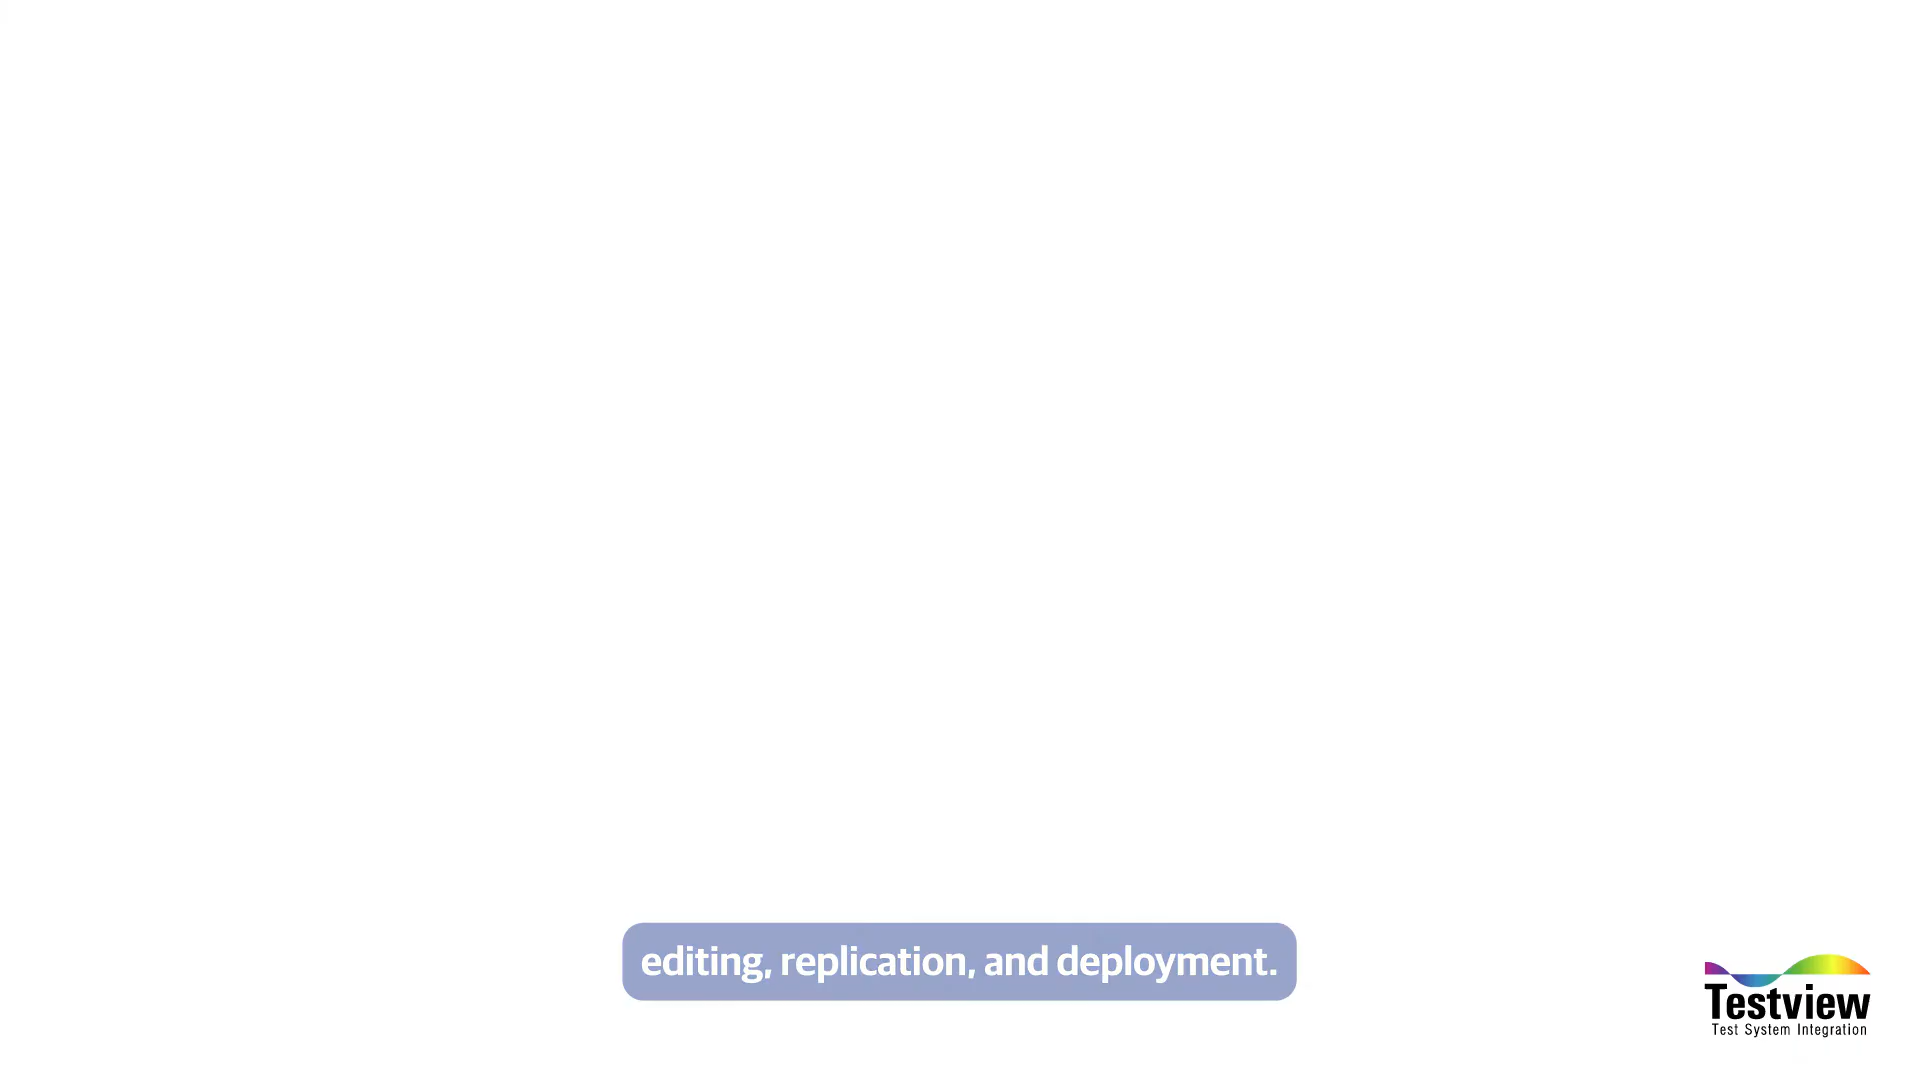 editing, replication, and deployment.
Testview
Test System Integration